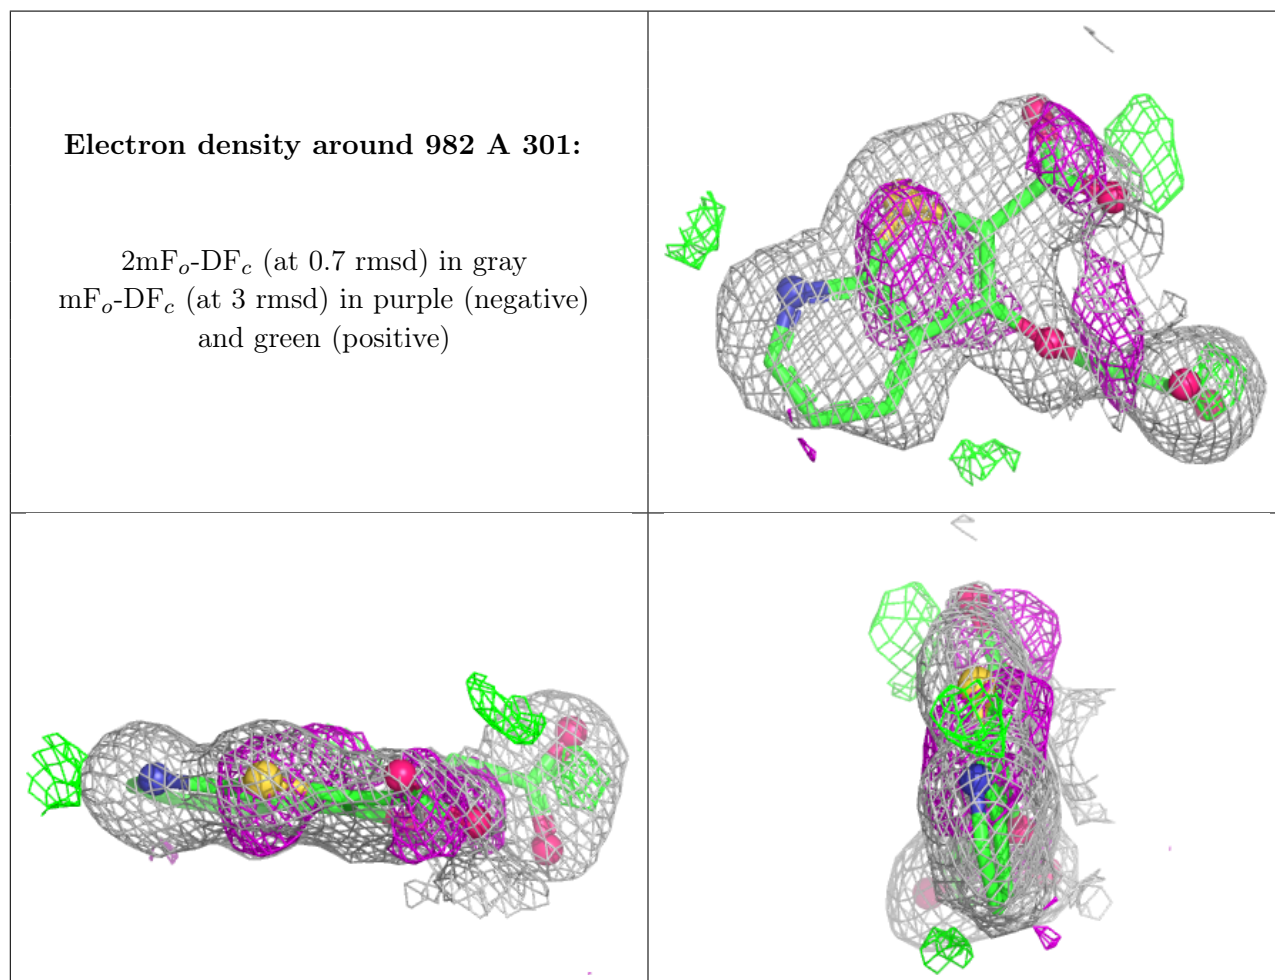 Electron density around 982 A 301:
2mFo-DFc (at 0.7 rmsd) in gray
mFo-DFc (at 3 rmsd) in purple (negative)
and green (positive)